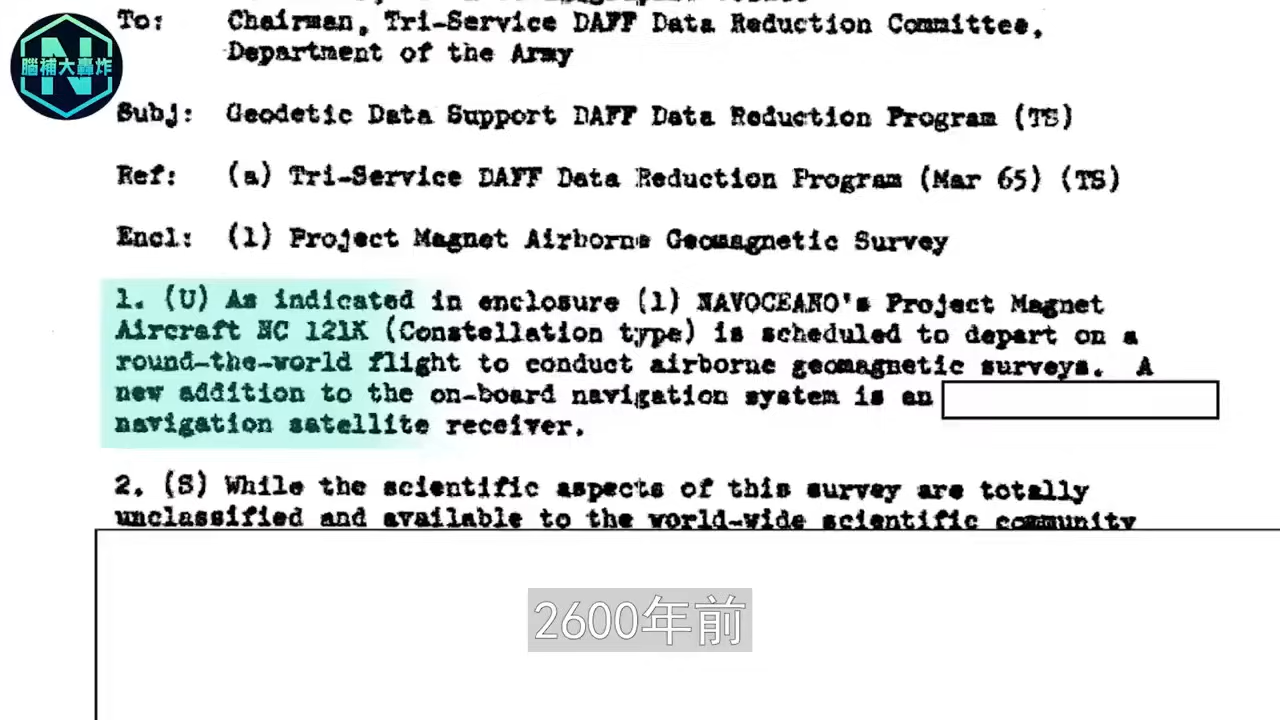 腦補大轟炸
To: Chairman, Tri-Service DAFF Data Reduction Committee,
Department of the Army
Subj: Geodetic Data Support DAFF Data Reduction Program (TS)
Ref: (a) Tri-Service DAFF Data Reduction Program (Mar 65) (TS)
Encl: (1) Project Magnet Airborne Geomagnetic Survey
1. (U) As indicated in enclosure (1) NAVOCEANO's Project Magnet
Aircraft NC 121K (Constellation type) is scheduled to depart on a
round-the-world flight to conduct airborne geomagnetic surveys. A
new addition to the on-board navigation system is an
navigation satellite receiver.
2. (S) While the scientific aspects of this survey are totally
unclassified and available to the world-wide scientific community
2600年前